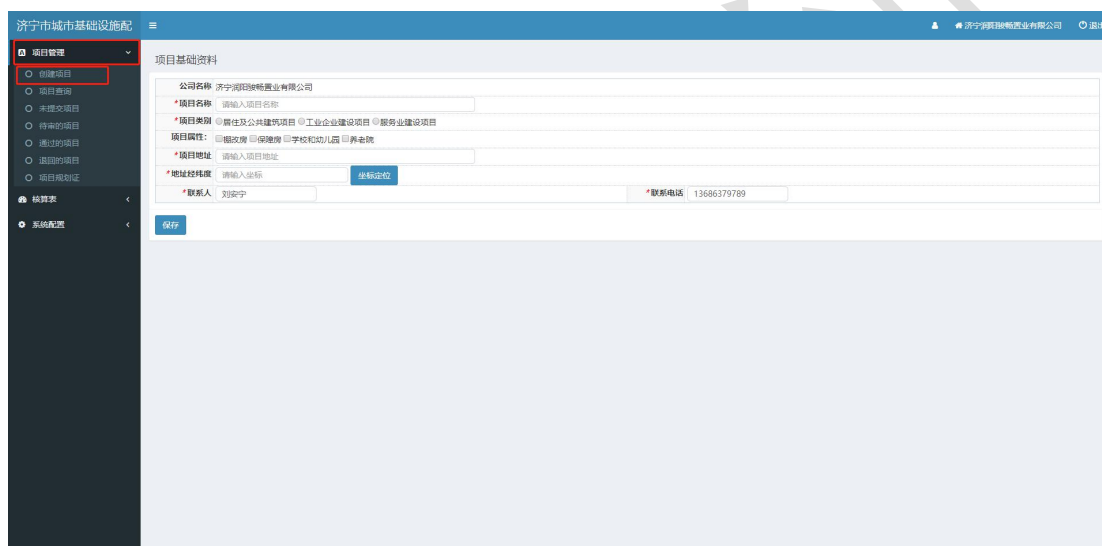 济宁市城市基础设施配
济宁润阳骏畅置业有限公司
退出
项目管理
创建项目
项目查询
未提交项目
待审的项目
通过的项目
退回的项目
项目规划证
核算表
系统配置
项目基础资料
公司名称 济宁润阳骏畅置业有限公司
*项目名称 请输入项目名称
*项目类别 居住及公共建筑项目 工业企业建设项目 服务业建设项目
项目属性: 棚改房 保障房 学校和幼儿园 养老院
*项目地址 请输入项目地址
*地址经纬度 请输入坐标 坐标定位
*联系人 刘安宁 *联系电话 13686379789
保存